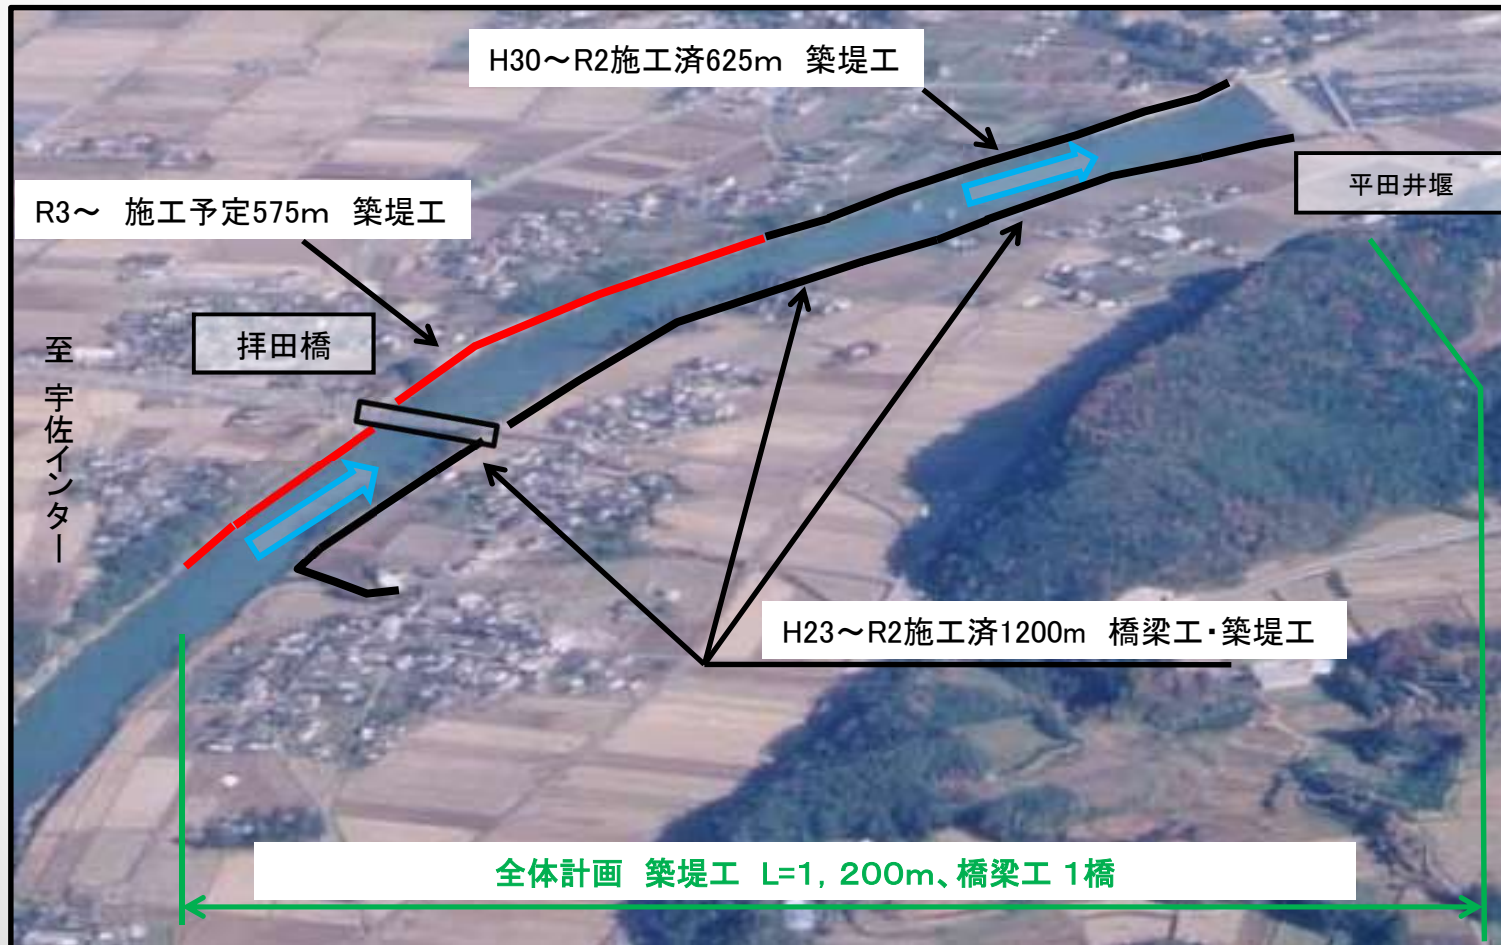 H30～R2施工済625m　築堤工
平田井堰
R3～　施工予定575m　築堤工
拝田橋
至　宇佐インター
H23～R2施工済1200m　橋梁工・築堤工
全体計画　築堤工　L=1，200m、橋梁工 1橋